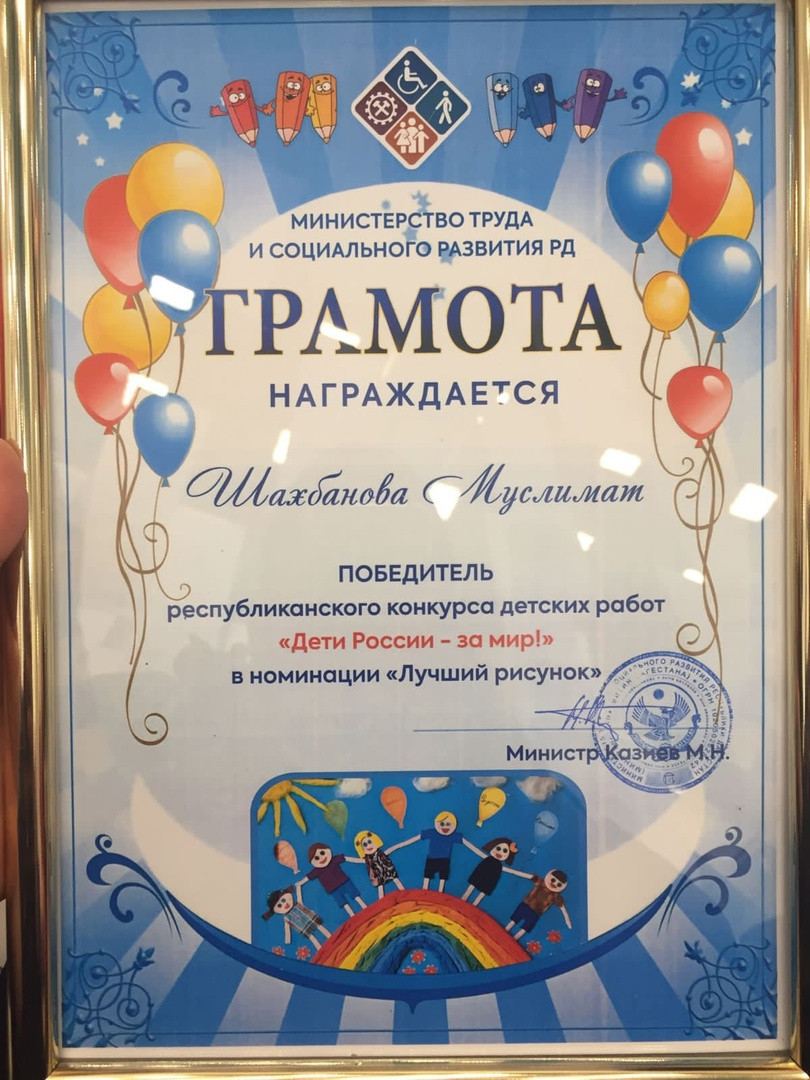 МИНИСТЕРСТВО ТРУДА
И СОЦИАЛЬНОГО РАЗВИТИЯ РД
ГРАМОТА
НАГРАЖДАЕТСЯ
Шахбанова Муслимат
ПОБЕДИТЕЛЬ
республиканского конкурса детских работ
«Дети России - за мир!»
в номинации «Лучший рисунок»
Министр Казиев М.Н.